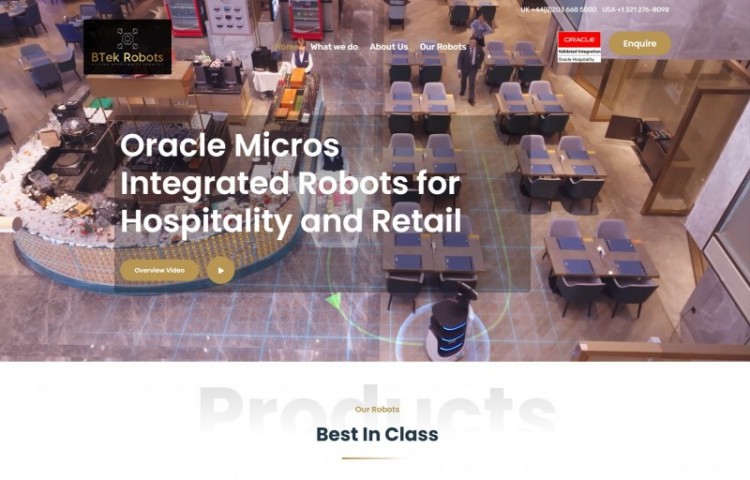 UK +44(0)203 668 5000 USA +1 321 276-8098
BTek Robots
Home What we do About Us Our Robots
ORACLE
Validated Integration
Oracle Hospitality
Enquire
Oracle Micros
Integrated Robots for
Hospitality and Retail
Overview Video
Products
Our Robots
Best In Class